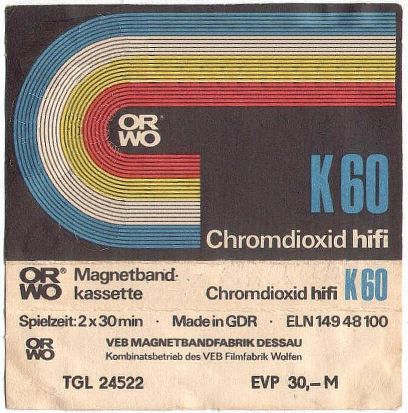 ORWO
K 60
Chromdioxid hifi
ORWO® Magnetband-
kassette Chromdioxid hifi K 60
Spielzeit: 2 x 30 min · Made in GDR · ELN 149 48 100
ORWO VEB MAGNETBANDFABRIK DESSAU
Kombinatsbetrieb des VEB Filmfabrik Wolfen
TGL 24522 EVP 30,–M